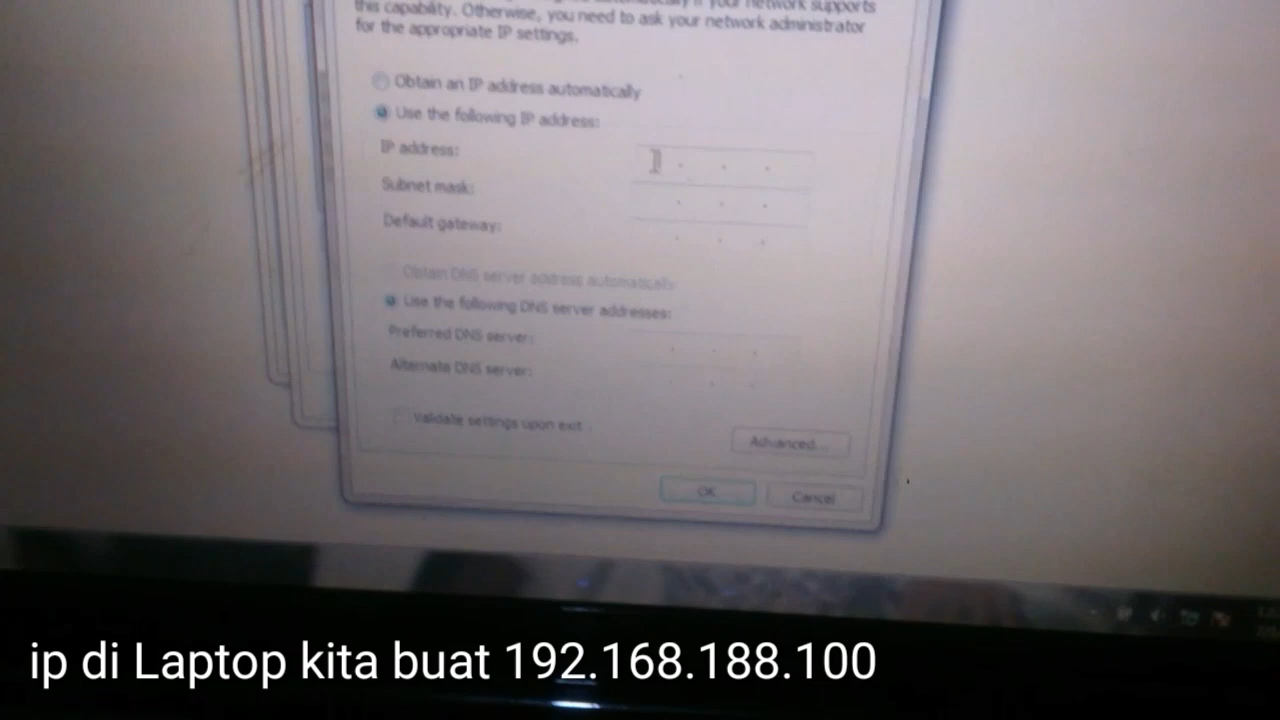 your network supports
this capability. Otherwise, you need to ask your network administrator
for the appropriate IP settings.
Obtain an IP address automatically
Use the following IP address:
IP address:
Subnet mask:
Default gateway:
Obtain DNS server address automatically
Use the following DNS server addresses:
Preferred DNS server:
Alternate DNS server:
Validate settings upon exit
Advanced...
OK
Cancel
ip di Laptop kita buat 192.168.188.100